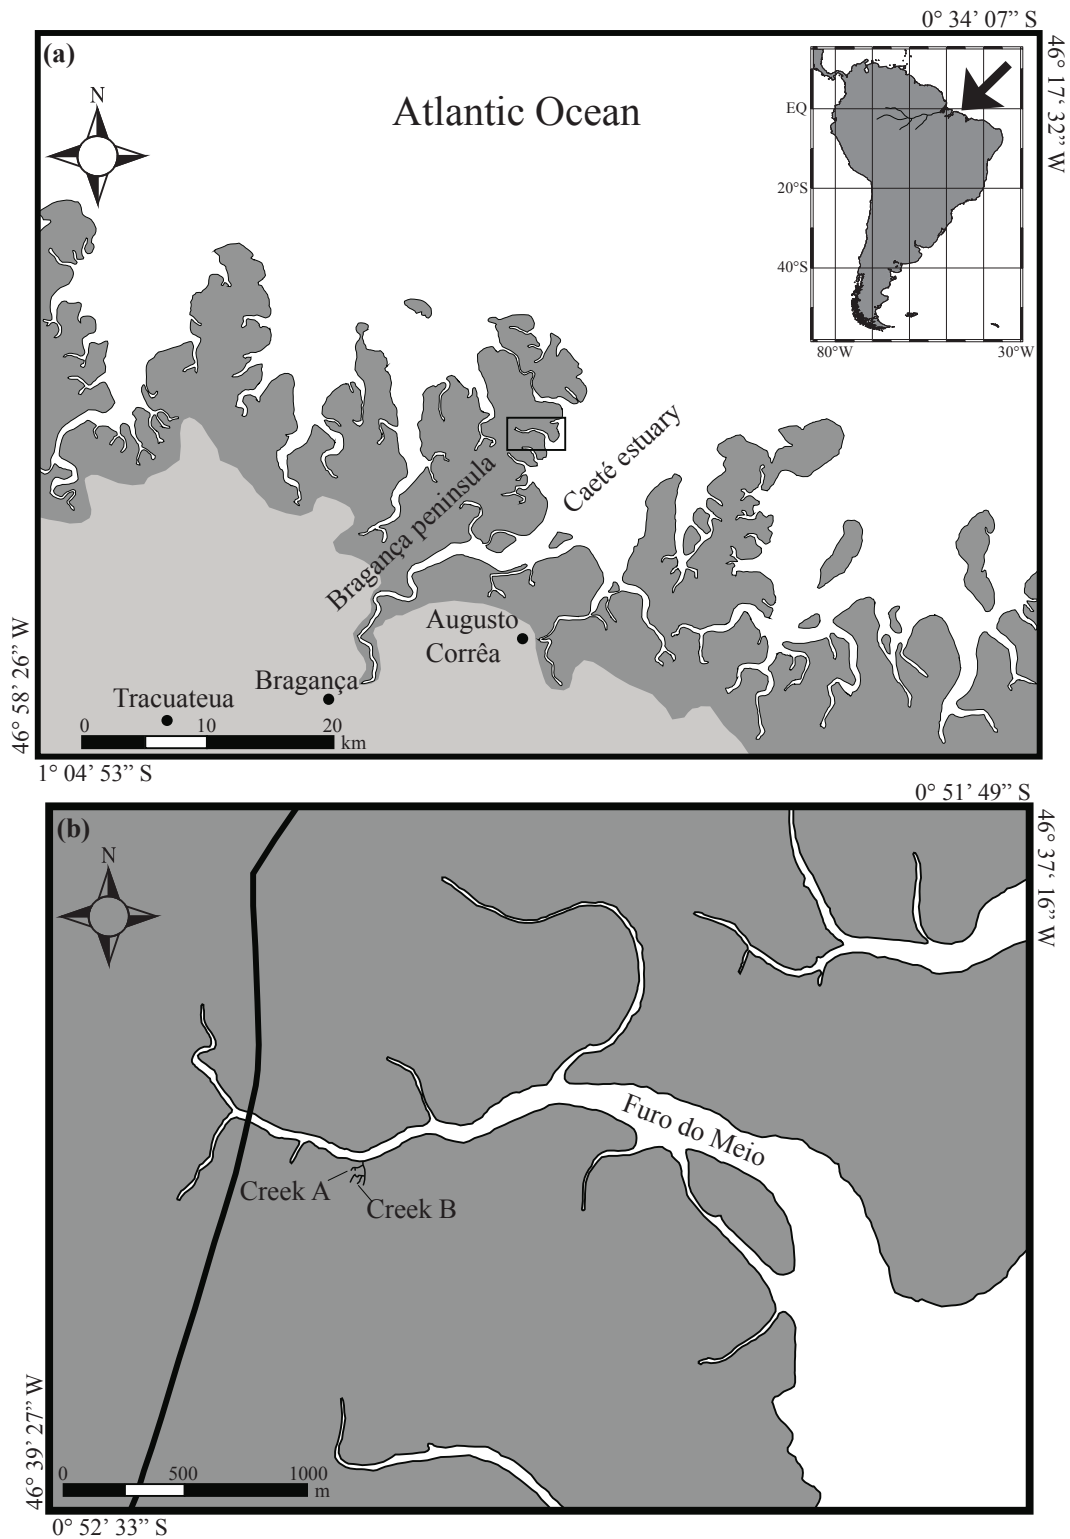 0° 34’ 07” S
(a)
46° 17‘ 32” W
N
Atlantic Ocean
EQ
20°S
40°S
80°W
30°W
Bragança peninsula
Caeté estuary
Augusto
Corrêa
Bragança
Tracuateua
0 10 20
km
46° 58’ 26” W
1° 04’ 53” S
0° 51’ 49” S
(b)
46° 37‘ 16” W
N
Furo do Meio
Creek A
Creek B
0 500 1000
m
46° 39’ 27” W
0° 52’ 33” S